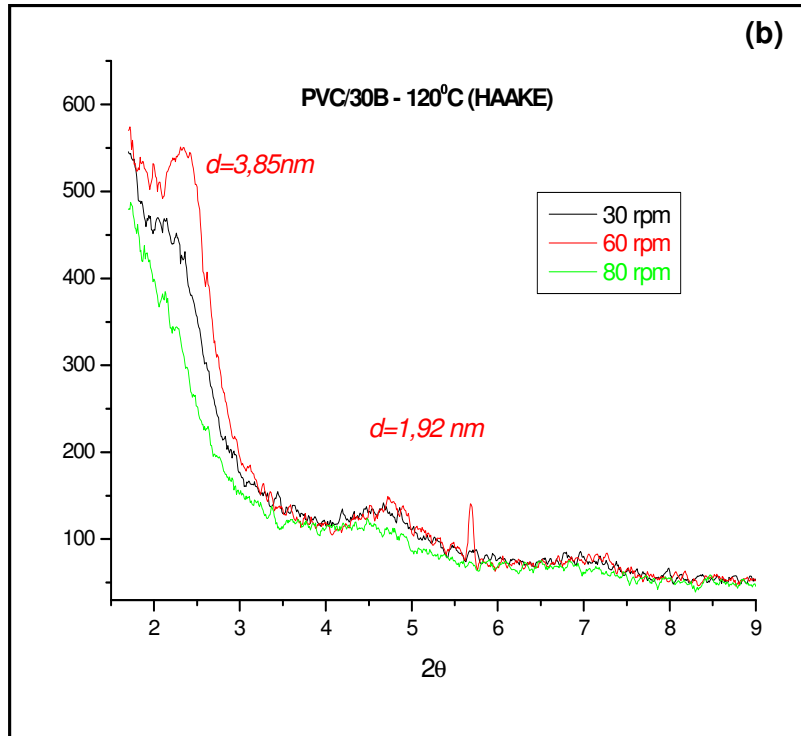 (b)
PVC/30B - 120⁰C (HAAKE)
600
500
400
300
200
100
d=3,85nm
30 rpm
60 rpm
80 rpm
d=1,92 nm
2 3 4 5 6 7 8 9
2θ